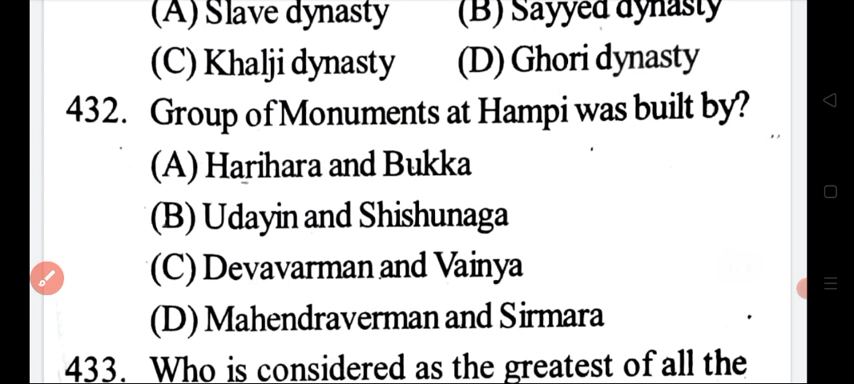 (A) Slave dynasty (B) Sayyed dynasty
(C) Khalji dynasty (D) Ghori dynasty
432. Group of Monuments at Hampi was built by?
(A) Harihara and Bukka
(B) Udayin and Shishunaga
(C) Devavarman and Vainya
(D) Mahendraverman and Sirmara
433. Who is considered as the greatest of all the